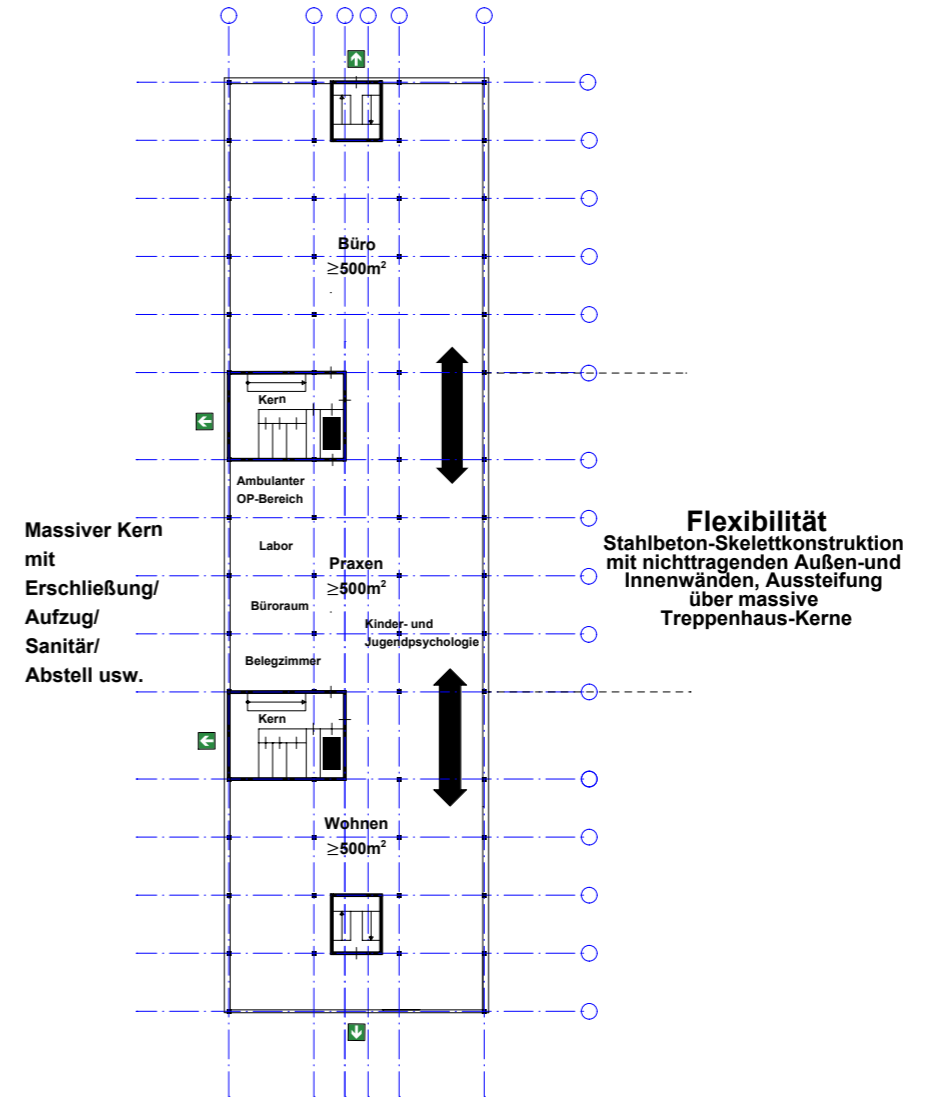 Büro
≥500m²
Kern
Ambulanter
OP-Bereich
Labor
Praxen
≥500m²
Büroraum
Kinder- und
Jugendpsychologie
Belegzimmer
Kern
Wohnen
≥500m²
Massiver Kern
mit
Erschließung/
Aufzug/
Sanitär/
Abstell usw.
Flexibilität
Stahlbeton-Skelettkonstruktion
mit nichttragenden Außen-und
Innenwänden, Aussteifung
über massive
Treppenhaus-Kerne